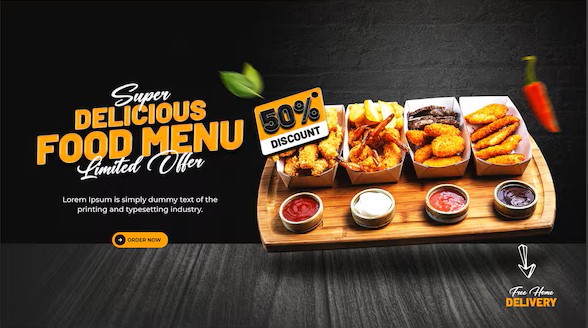 Super
DELICIOUS
FOOD MENU
Limited Offer
Lorem Ipsum is simply dummy text of the
printing and typesetting industry.
ORDER NOW
50%
DISCOUNT
Free Home
DELIVERY